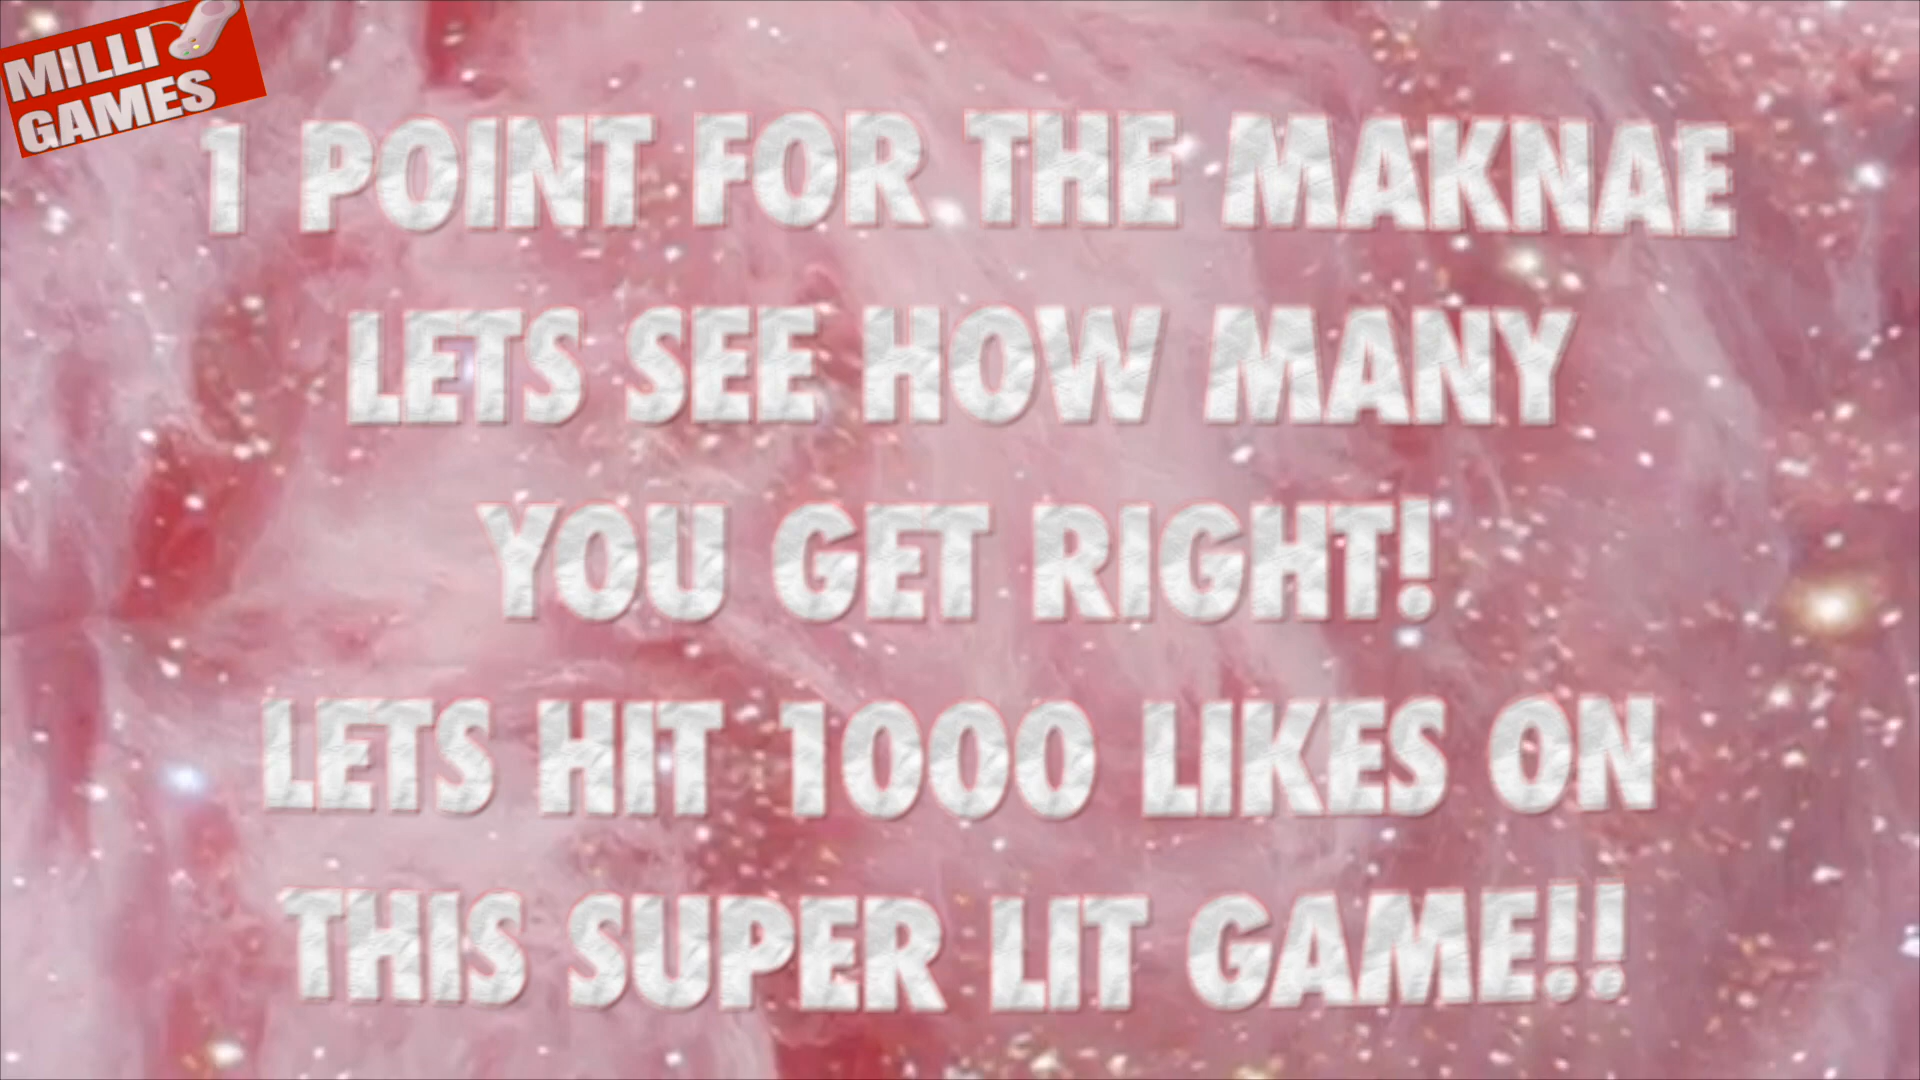 MILLI
GAMES
1 POINT FOR THE MAKNAE
LETS SEE HOW MANY
YOU GET RIGHT!
LETS HIT 1000 LIKES ON
THIS SUPER LIT GAME!!